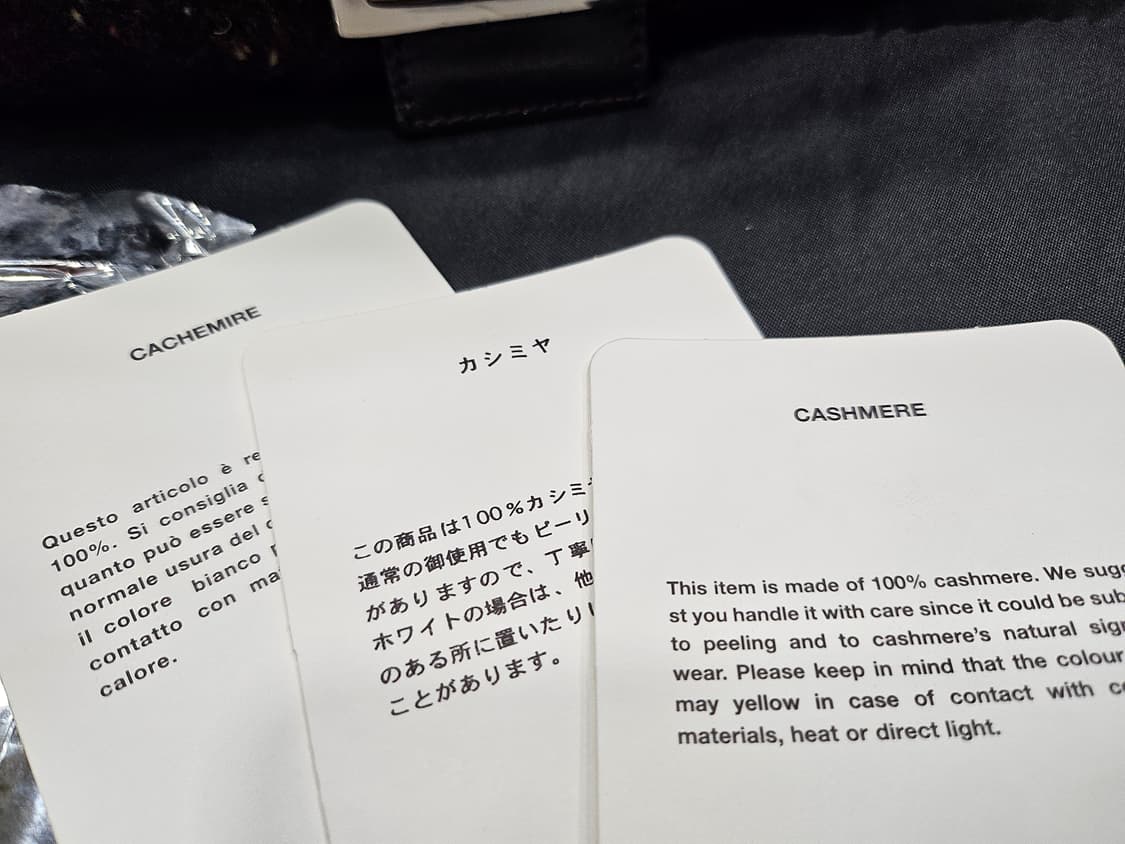 CACHEMIRE
Questo articolo è
100%. Si consiglia
quanto può essere
normale usura del
il colore bianco
contatto con
calore.
カシミヤ
この商品は100%カシミ
通常の御使用でもピーリ
がありますので、丁寧
ホワイトの場合は、他
のある所に置いたり
ことがあります。
CASHMERE
This item is made of 100% cashmere. We sugge
st you handle it with care since it could be sub
to peeling and to cashmere's natural
wear. Please keep in mind that the colour
may yellow in case of contact with
materials, heat or direct light.